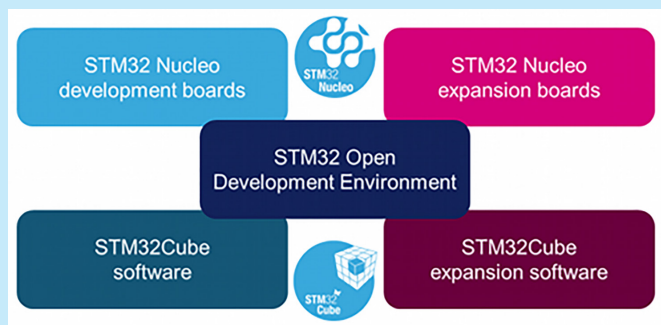 STM32 Nucleo
development boards
STM32
Nucleo
STM32 Nucleo
expansion boards
STM32 Open
Development Environment
STM32Cube
software
STM32
Cube
STM32Cube
expansion software